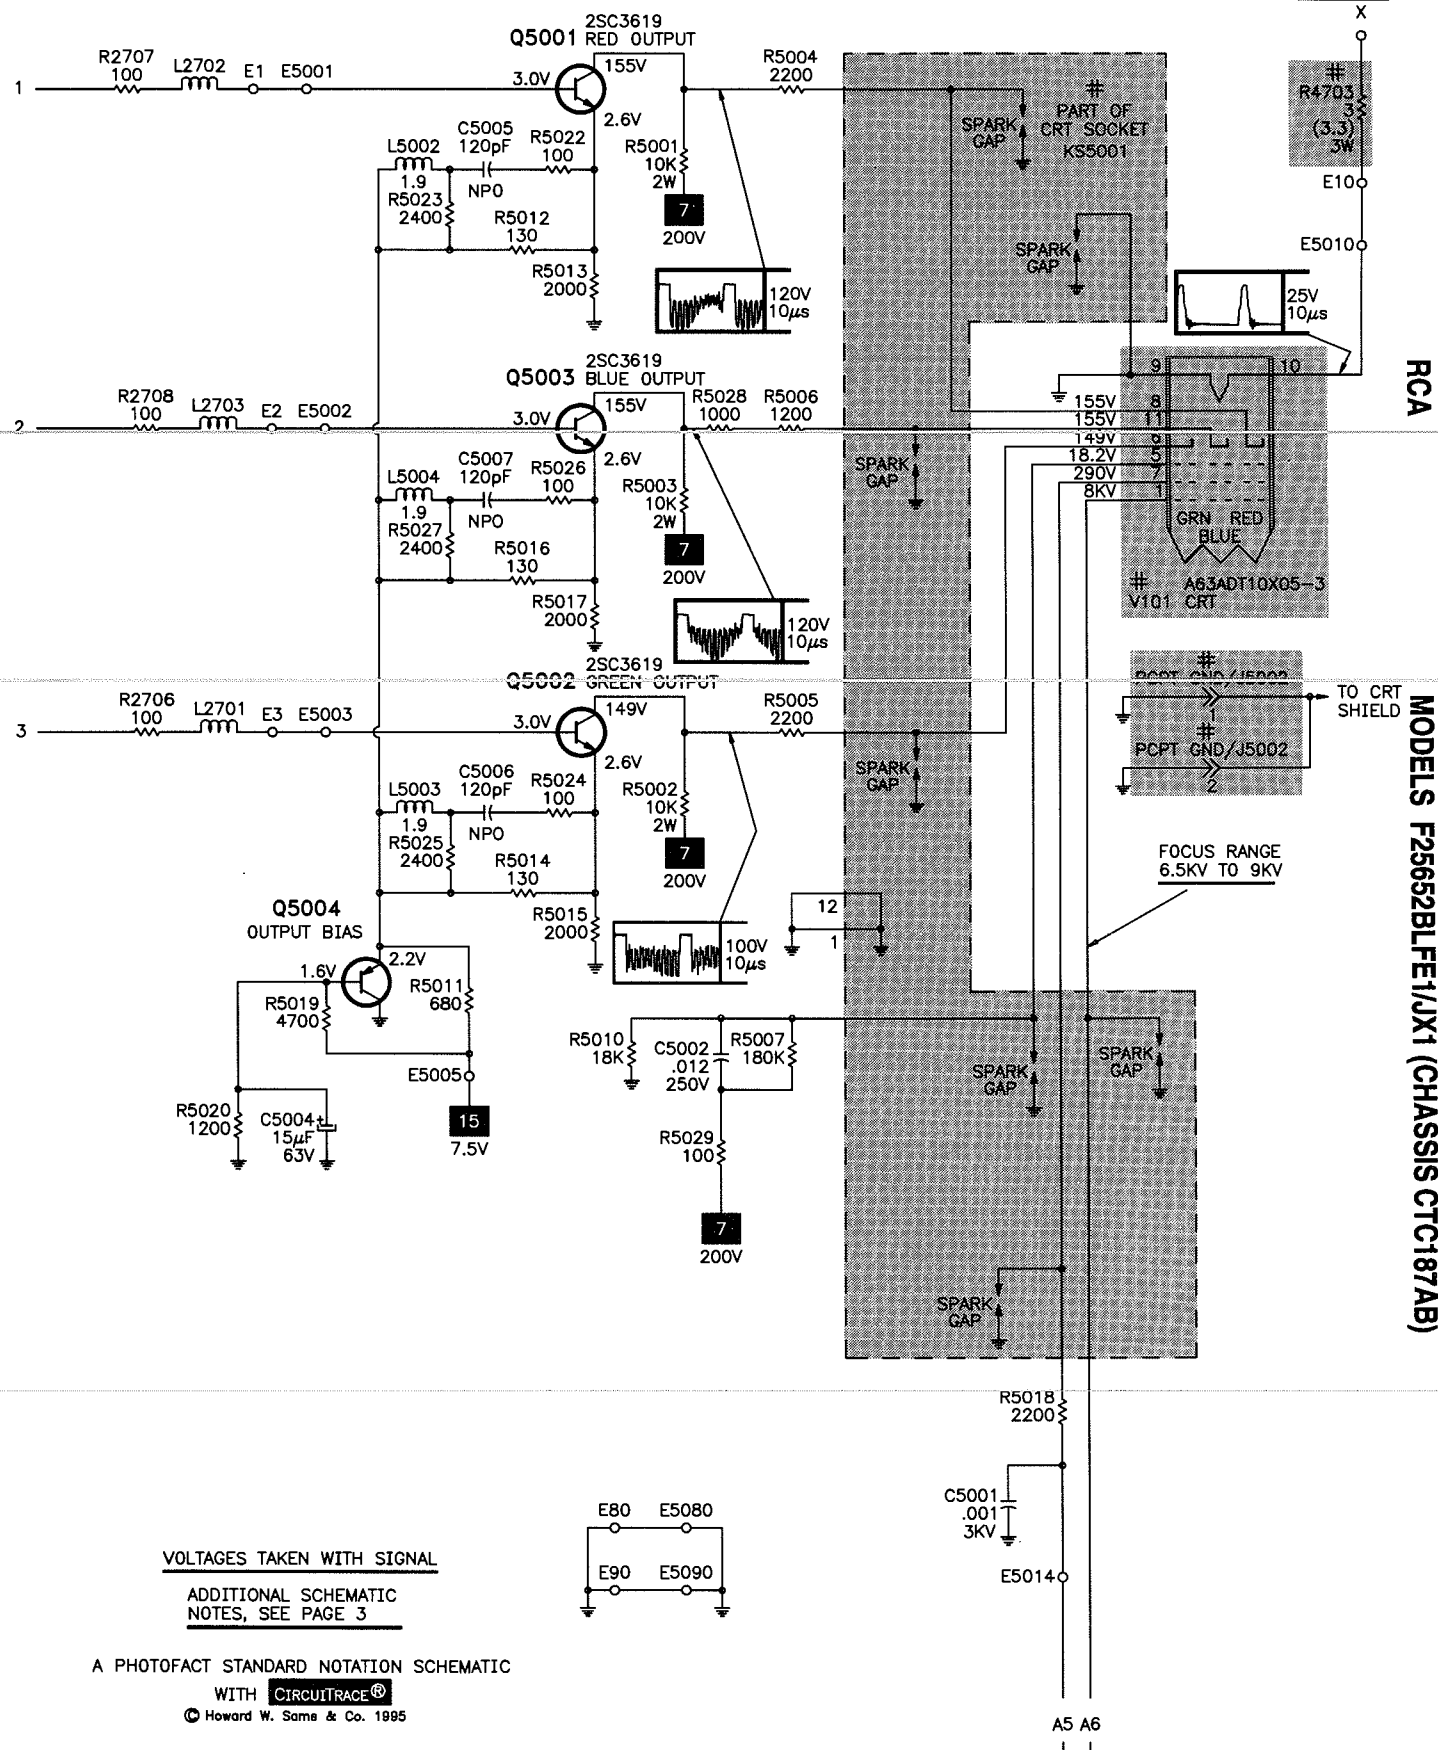 X
2SC3619
Q5001 RED OUTPUT
R2707
100
L2702
E1 E5001
1
3.0V
155V
2.6V
R5004
2200
#
PART OF
CRT SOCKET
KS5001
SPARK
GAP
#
R4703
3
(3.3)
3W
E10
E5010
L5002
1.9
C5005
120pF
NPO
R5022
100
R5023
2400
R5012
130
R5013
2000
R5001
10K
2W
7
200V
120V
10µs
SPARK
GAP
25V
10µs
RCA
2SC3619
Q5003 BLUE OUTPUT
R2708
100
L2703
E2 E5002
2
3.0V
155V
2.6V
R5028
1000
R5006
1200
SPARK
GAP
9
10
155V 8
155V 11
149V 6
18.2V 5
290V 7
8KV 1
GRN RED
BLUE
# A63ADT10X05-3
V101 CRT
L5004
1.9
C5007
120pF
NPO
R5026
100
R5027
2400
R5016
130
R5017
2000
R5003
10K
2W
7
200V
120V
10µs
2SC3619
Q5002 GREEN OUTPUT
R2706
100
L2701
E3 E5003
3
3.0V
149V
2.6V
R5005
2200
SPARK
GAP
#
PCPT GND/J5002
1
#
PCPT GND/J5002
2
TO CRT
SHIELD
MODELS F25652BLFE1/JX1 (CHASSIS CTC187AB)
L5003
1.9
C5006
120pF
NPO
R5024
100
R5025
2400
R5014
130
R5015
2000
R5002
10K
2W
7
200V
100V
10µs
12
1
FOCUS RANGE
6.5KV TO 9KV
Q5004
OUTPUT BIAS
1.6V
2.2V
R5019
4700
R5011
680
E5005
15
7.5V
R5020
1200
C5004 +
15µF
63V
R5010
18K
C5002
.012
250V
R5007
180K
R5029
100
7
200V
SPARK
GAP
SPARK
GAP
SPARK
GAP
R5018
2200
C5001
.001
3KV
E5014
E80 E5080
E90 E5090
VOLTAGES TAKEN WITH SIGNAL
ADDITIONAL SCHEMATIC
NOTES, SEE PAGE 3
A PHOTOFACT STANDARD NOTATION SCHEMATIC
WITH CIRCUITRACE®
© Howard W. Sams & Co. 1995
A5 A6